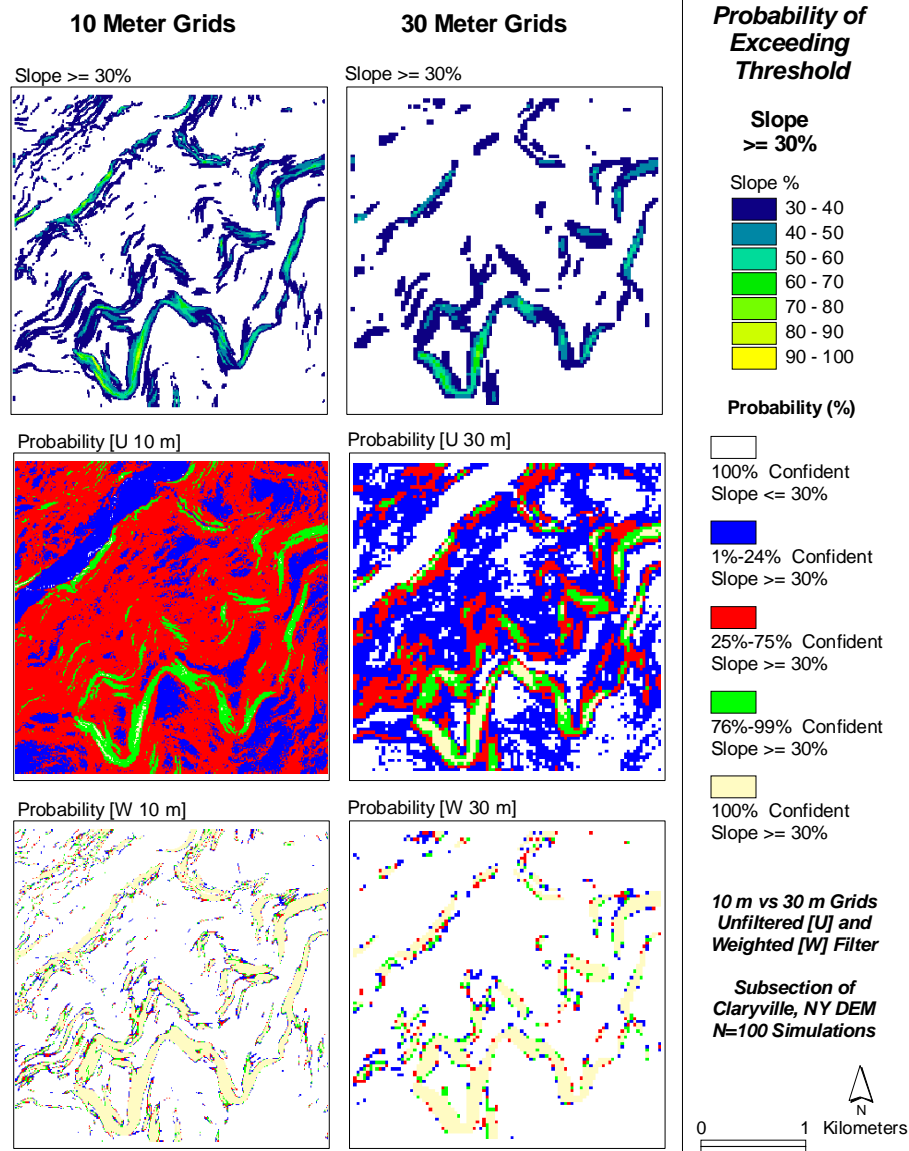 10 Meter Grids
30 Meter Grids
Slope >= 30%
Slope >= 30%
Probability [U 10 m]
Probability [U 30 m]
Probability [W 10 m]
Probability [W 30 m]
Probability of
Exceeding
Threshold
Slope
>= 30%
Slope %
30 - 40
40 - 50
50 - 60
60 - 70
70 - 80
80 - 90
90 - 100
Probability (%)
100% Confident
Slope <= 30%
1%-24% Confident
Slope >= 30%
25%-75% Confident
Slope >= 30%
76%-99% Confident
Slope >= 30%
100% Confident
Slope >= 30%
10 m vs 30 m Grids
Unfiltered [U] and
Weighted [W] Filter
Subsection of
Claryville, NY DEM
N=100 Simulations
N
0 1 Kilometers